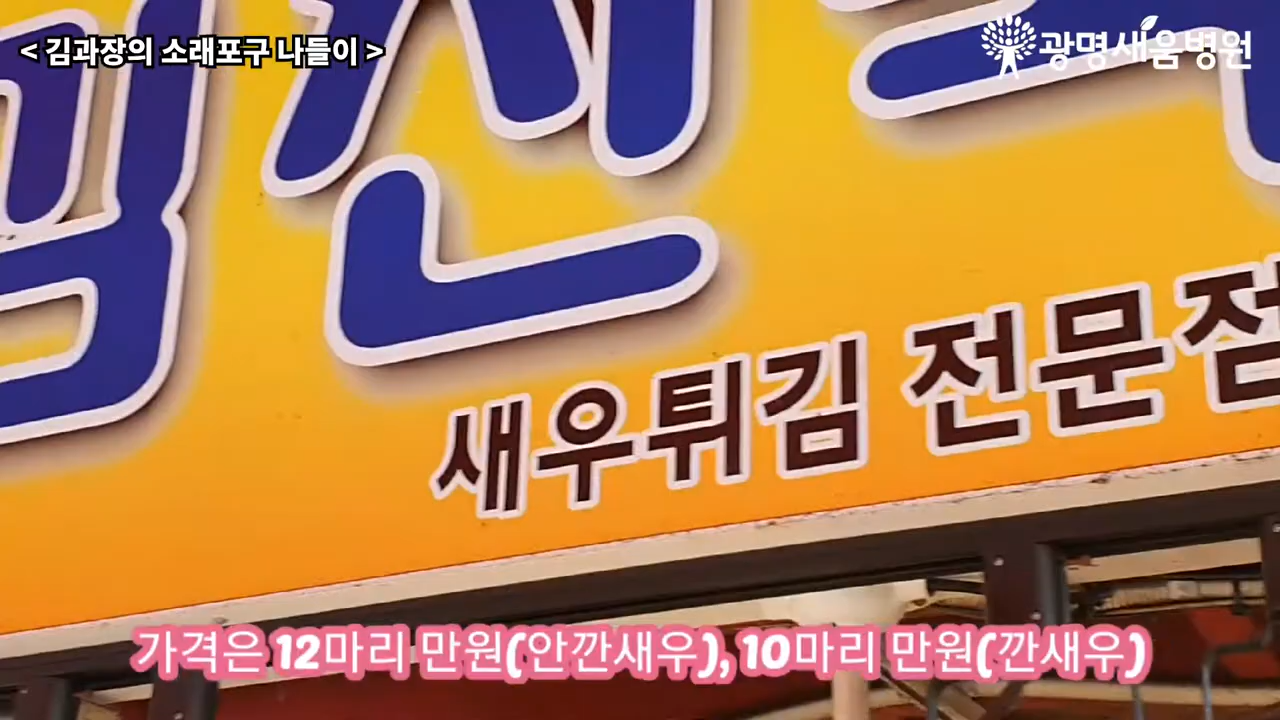 < 김과장의 소래포구 나들이 >
광명새움병원
새우튀김 전문점
가격은 12마리 만원(안깐새우), 10마리 만원(깐새우)